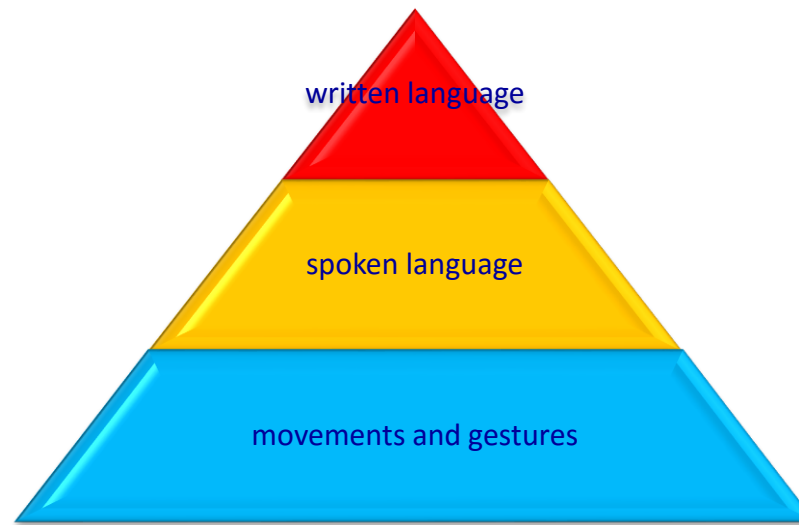 written language
spoken language
movements and gestures